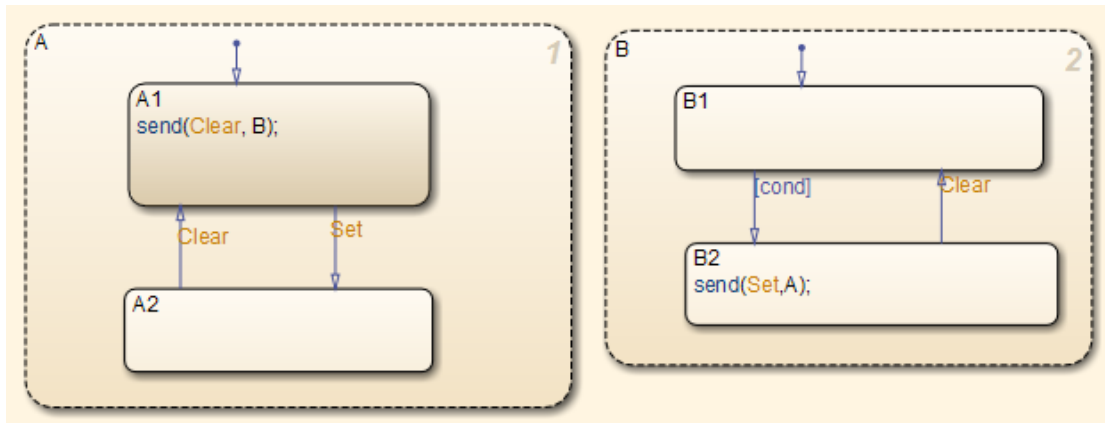 A
1
A1
send(Clear, B);
Clear
Set
A2
B
2
B1
[cond]
Clear
B2
send(Set,A);